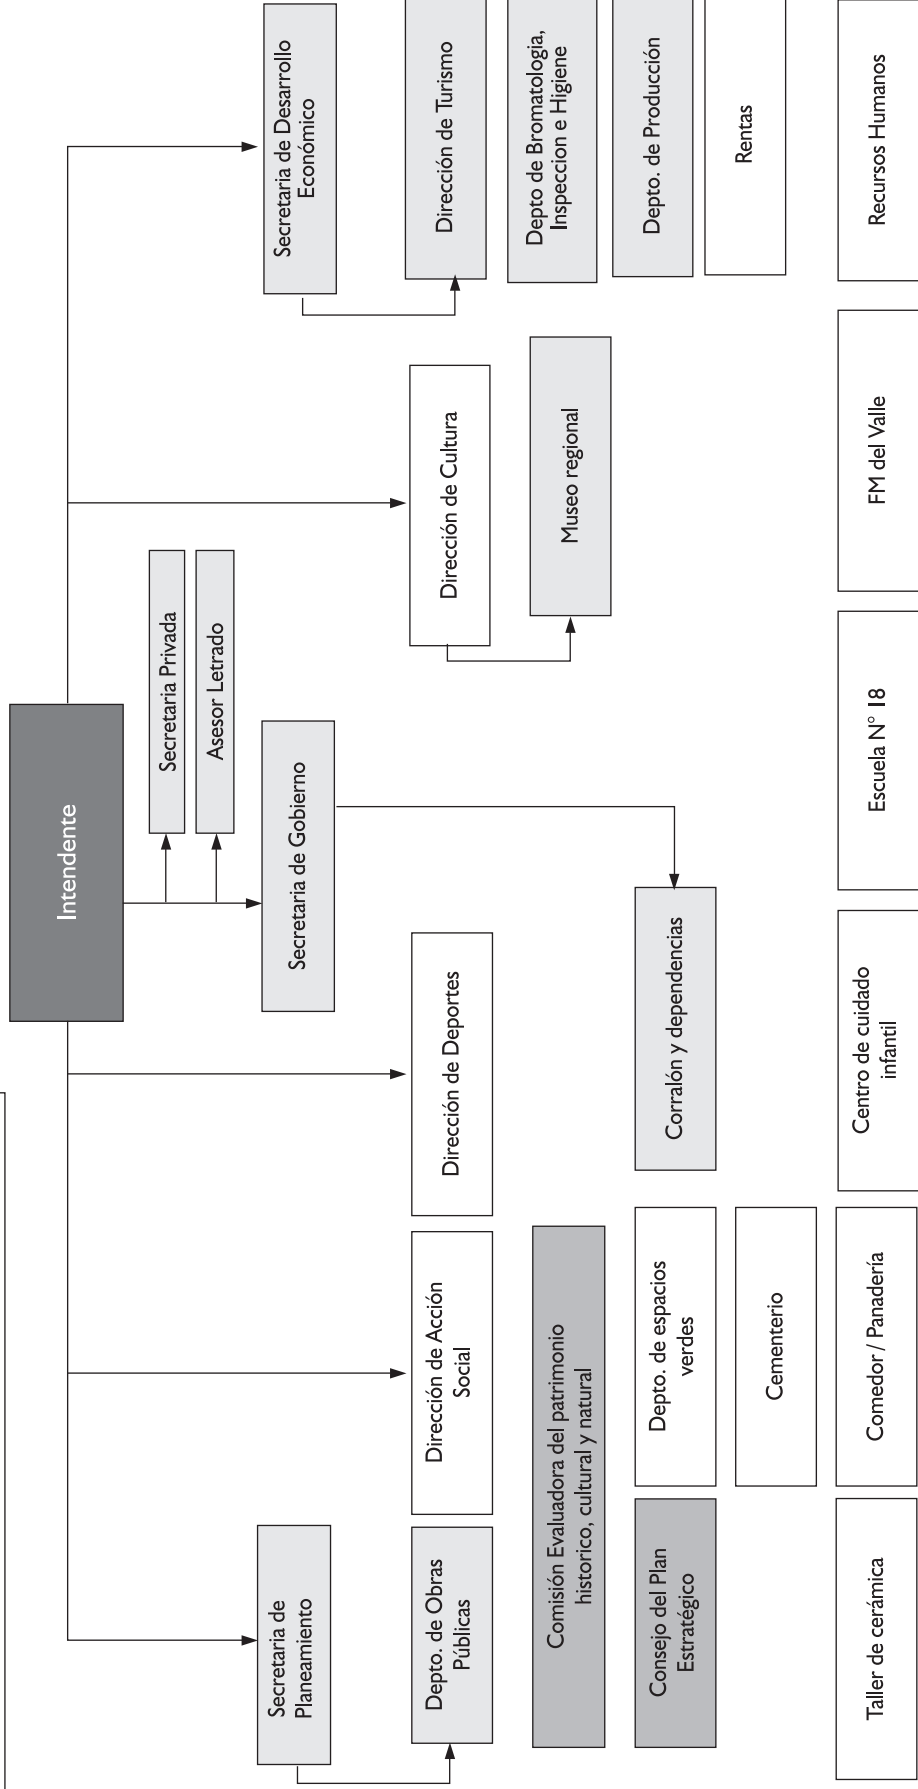 Intendente
Secretaria Privada
Asesor Letrado
Secretaria de
Planeamiento
Secretaria de Gobierno
Secretaria de Desarrollo
Económico
Depto. de Obras
Públicas
Dirección de Acción
Social
Dirección de Deportes
Dirección de Cultura
Dirección de Turismo
Comisión Evaluadora del patrimonio
historico, cultural y natural
Museo regional
Depto de Bromatologia,
Inspeccion e Higiene
Consejo del Plan
Estratégico
Depto. de espacios
verdes
Corralón y dependencias
Depto. de Producción
Cementerio
Rentas
Taller de cerámica
Comedor / Panadería
Centro de cuidado
infantil
Escuela N° 18
FM del Valle
Recursos Humanos